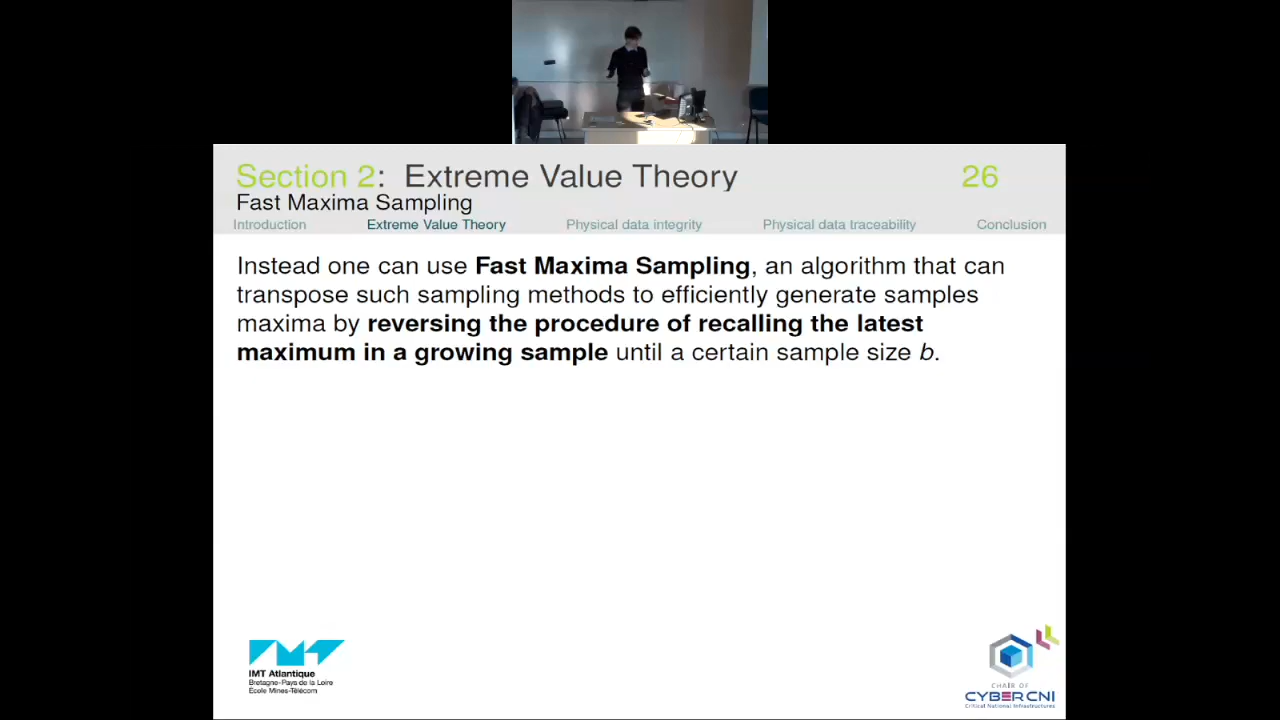 Section 2: Extreme Value Theory 26
Fast Maxima Sampling
Introduction Extreme Value Theory Physical data integrity Physical data traceability Conclusion
Instead one can use Fast Maxima Sampling, an algorithm that can
transpose such sampling methods to efficiently generate samples
maxima by reversing the procedure of recalling the latest
maximum in a growing sample until a certain sample size b.
IMT Atlantique
Bretagne-Pays de la Loire
École Mines-Télécom
CHAIR OF
CYBERCNI
Critical National Infrastructures